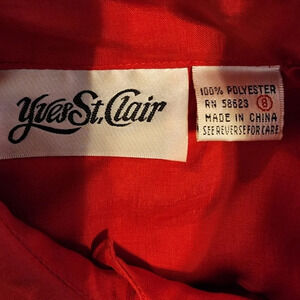 Yves St. Clair
100% POLYESTER
RN 58623 8
MADE IN CHINA
SEE REVERSE FOR CARE